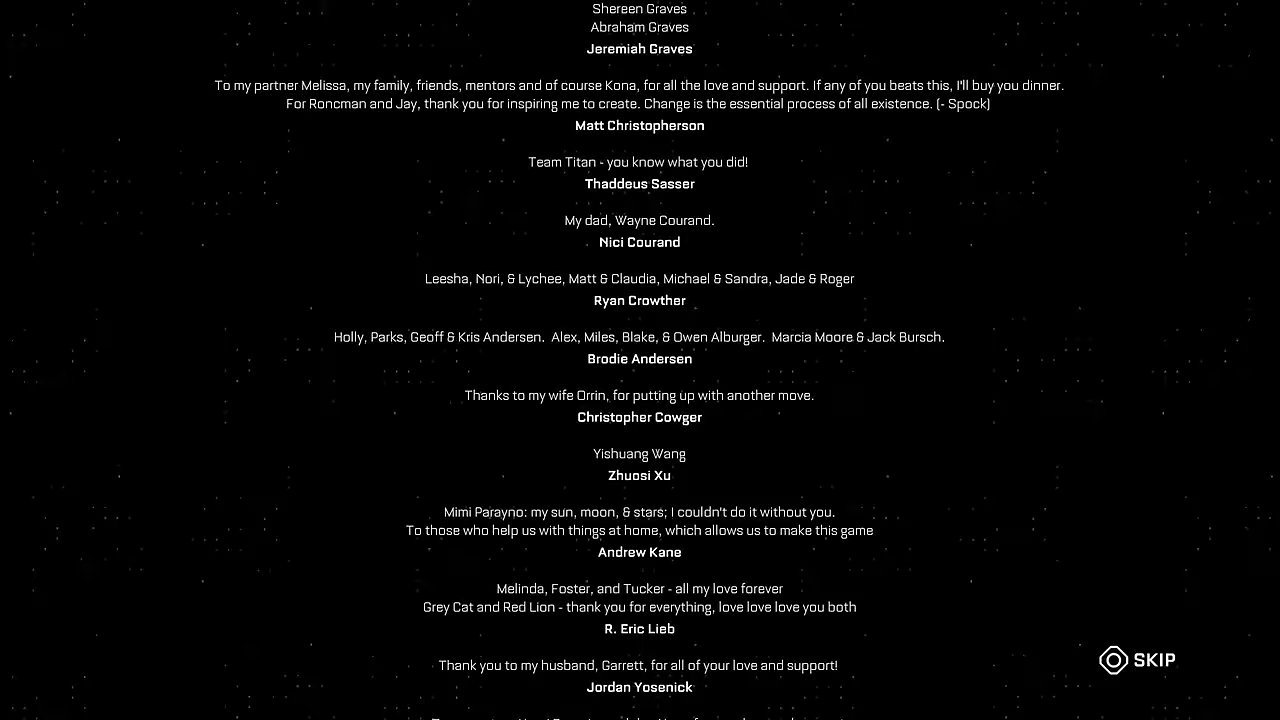 Shereen Graves
Abraham Graves
Jeremiah Graves
To my partner Melissa, my family, friends, mentors and of course Kona, for all the love and support. If any of you beats this, I'll buy you dinner.
For Roncman and Jay, thank you for inspiring me to create. Change is the essential process of all existence. (- Spock)
Matt Christopherson
Team Titan - you know what you did!
Thaddeus Sasser
My dad, Wayne Courand.
Nici Courand
Leesha, Nori, & Lychee, Matt & Claudia, Michael & Sandra, Jade & Roger
Ryan Crowther
Holly, Parks, Geoff & Kris Andersen.  Alex, Miles, Blake, & Owen Alburger.  Marcia Moore & Jack Bursch.
Brodie Andersen
Thanks to my wife Orrin, for putting up with another move.
Christopher Cowger
Yishuang Wang
Zhuosi Xu
Mimi Parayno: my sun, moon, & stars; I couldn't do it without you.
To those who help us with things at home, which allows us to make this game
Andrew Kane
Melinda, Foster, and Tucker - all my love forever
Grey Cat and Red Lion - thank you for everything, love love love you both
R. Eric Lieb
Thank you to my husband, Garrett, for all of your love and support!
SKIP
Jordan Yosenick